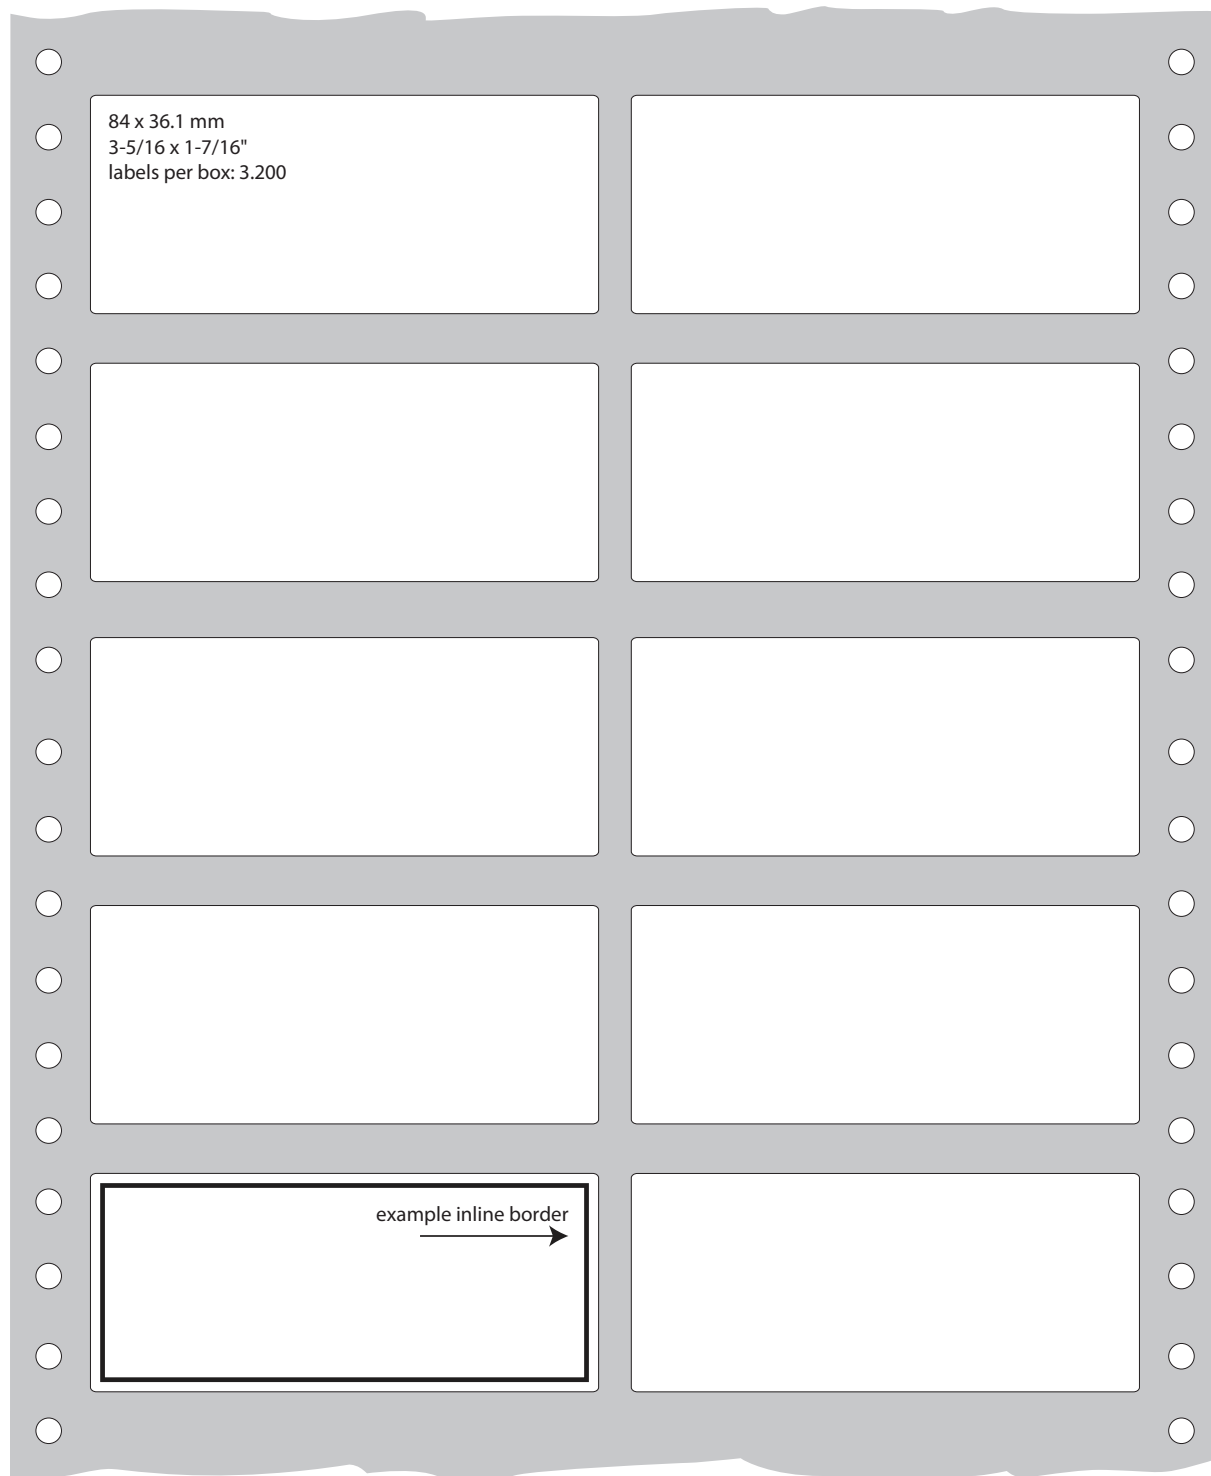 84 x 36.1 mm
3-5/16 x 1-7/16"
labels per box: 3.200
example inline border